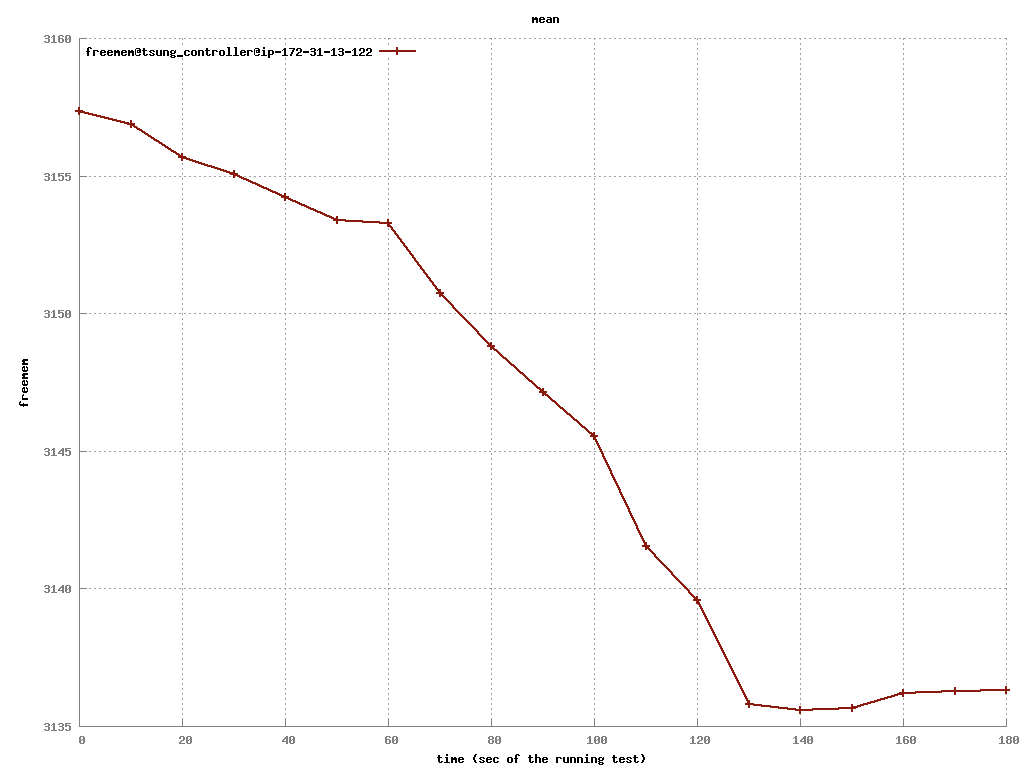 mean
3160
freemem@tsung_controller@ip-172-31-13-122
3155
3150
freemem
3145
3140
3135
0 20 40 60 80 100 120 140 160 180
time (sec of the running test)